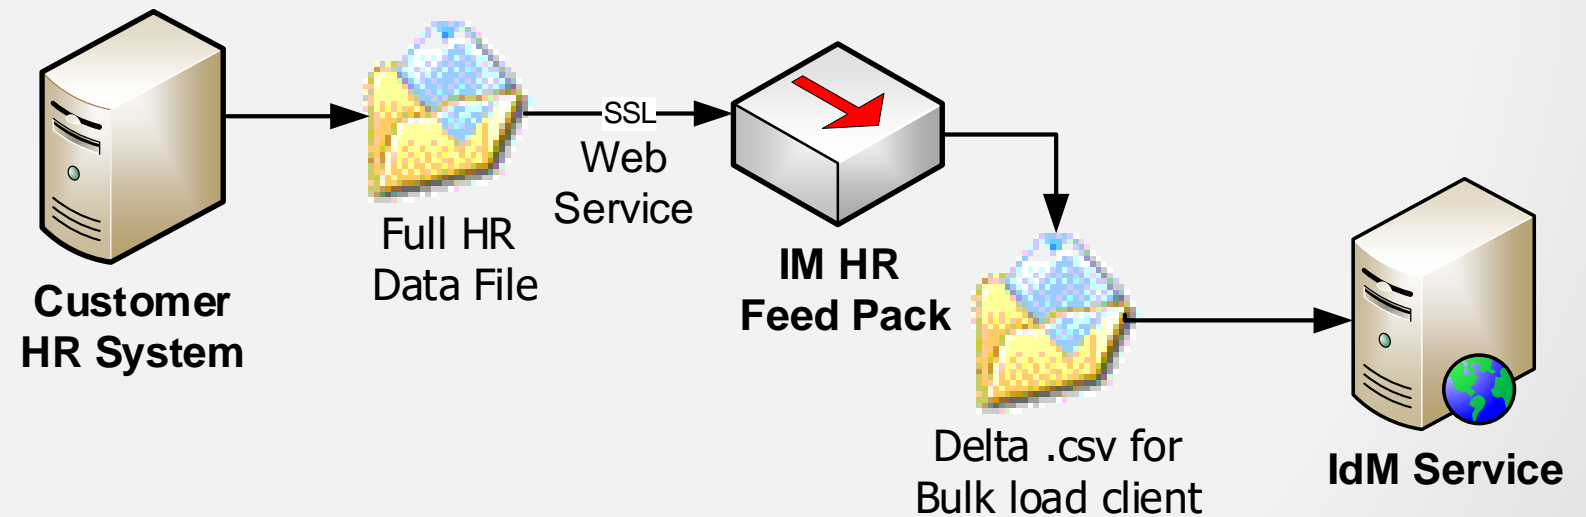 Customer
HR System
Full HR
Data File
SSL
Web
Service
IM HR
Feed Pack
Delta .csv for
Bulk load client
IdM Service